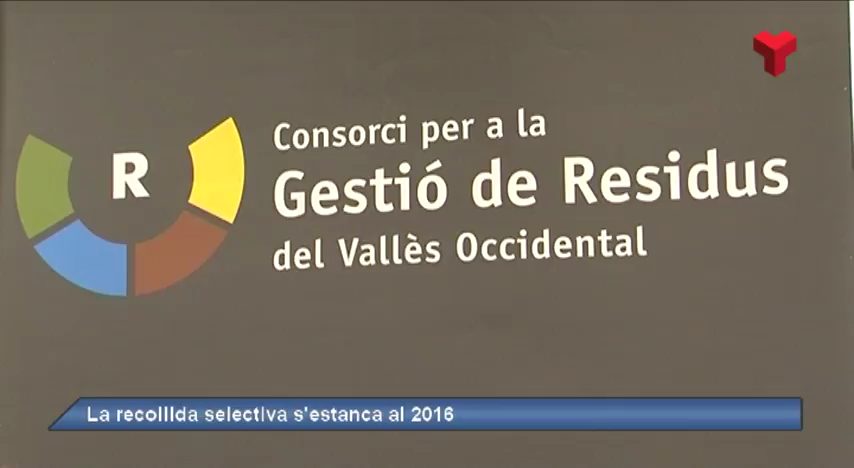 R
Consorci per a la
Gestió de Residus
del Vallès Occidental
La recollida selectiva s'estanca al 2016